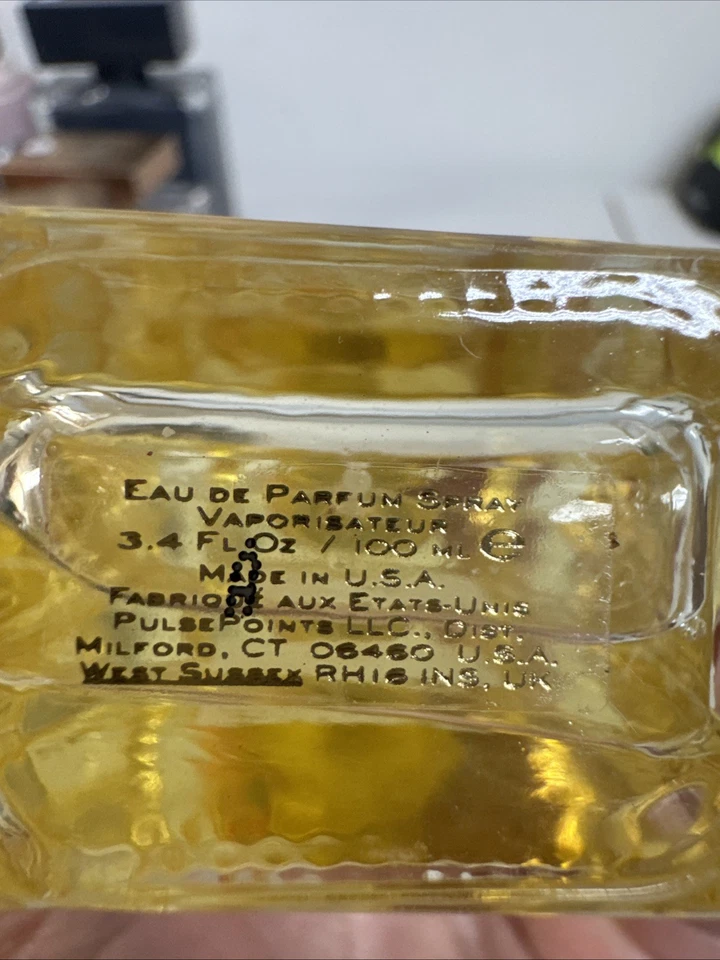 Eau de Parfum Spray
Vaporisateur
3.4 Fl. Oz / 100 ml e
Made in U.S.A.
Fabriqué aux Etats-Unis
PulsePoints LLC., Dist.
Milford, CT 06460 U.S.A.
West Sussex RH16 INS, UK